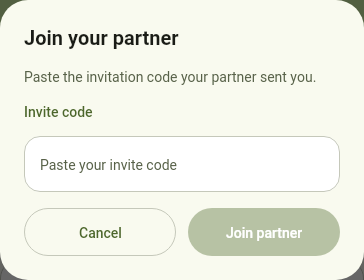 Join your partner
Paste the invitation code your partner sent you.
Invite code
Paste your invite code
Cancel
Join partner